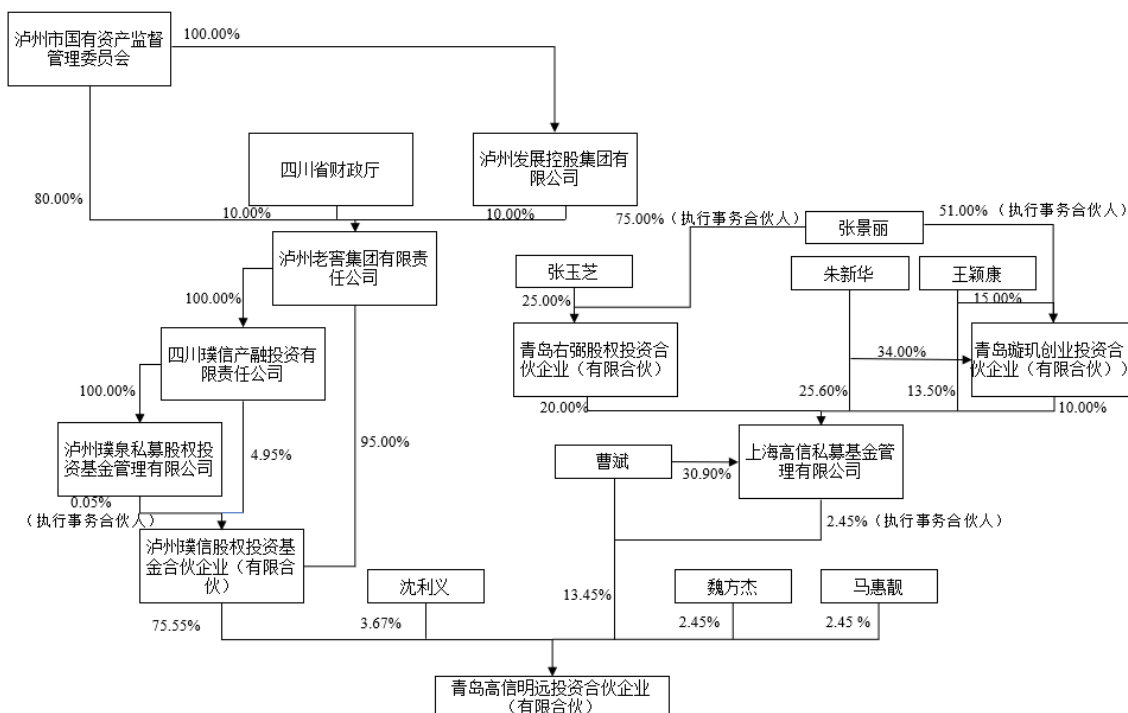 泸州市国有资产监督
管理委员会
100.00%
四川省财政厅
泸州发展控股集团有
限公司
80.00%
10.00%
10.00%
75.00%（执行事务合伙人）
51.00%（执行事务合伙人）
张景丽
泸州老窖集团有限责
任公司
张玉芝
朱新华
王颖康
100.00%
25.00%
15.00%
四川璞信产融投资有
限责任公司
青岛右弼股权投资合
伙企业（有限合伙）
34.00%
青岛璇玑创业投资合
伙企业（有限合伙））
100.00%
20.00%
25.60%
13.50%
10.00%
泸州璞泉私募股权投
资基金管理有限公司
4.95%
95.00%
曹斌
30.90%
上海高信私募基金管
理有限公司
0.05%
（执行事务合伙人）
2.45%（执行事务合伙人）
泸州璞信股权投资基
金合伙企业（有限合
伙）
沈利义
13.45%
魏方杰
马惠靓
75.55%
3.67%
2.45%
2.45 %
青岛高信明远投资合伙企业
（有限合伙）